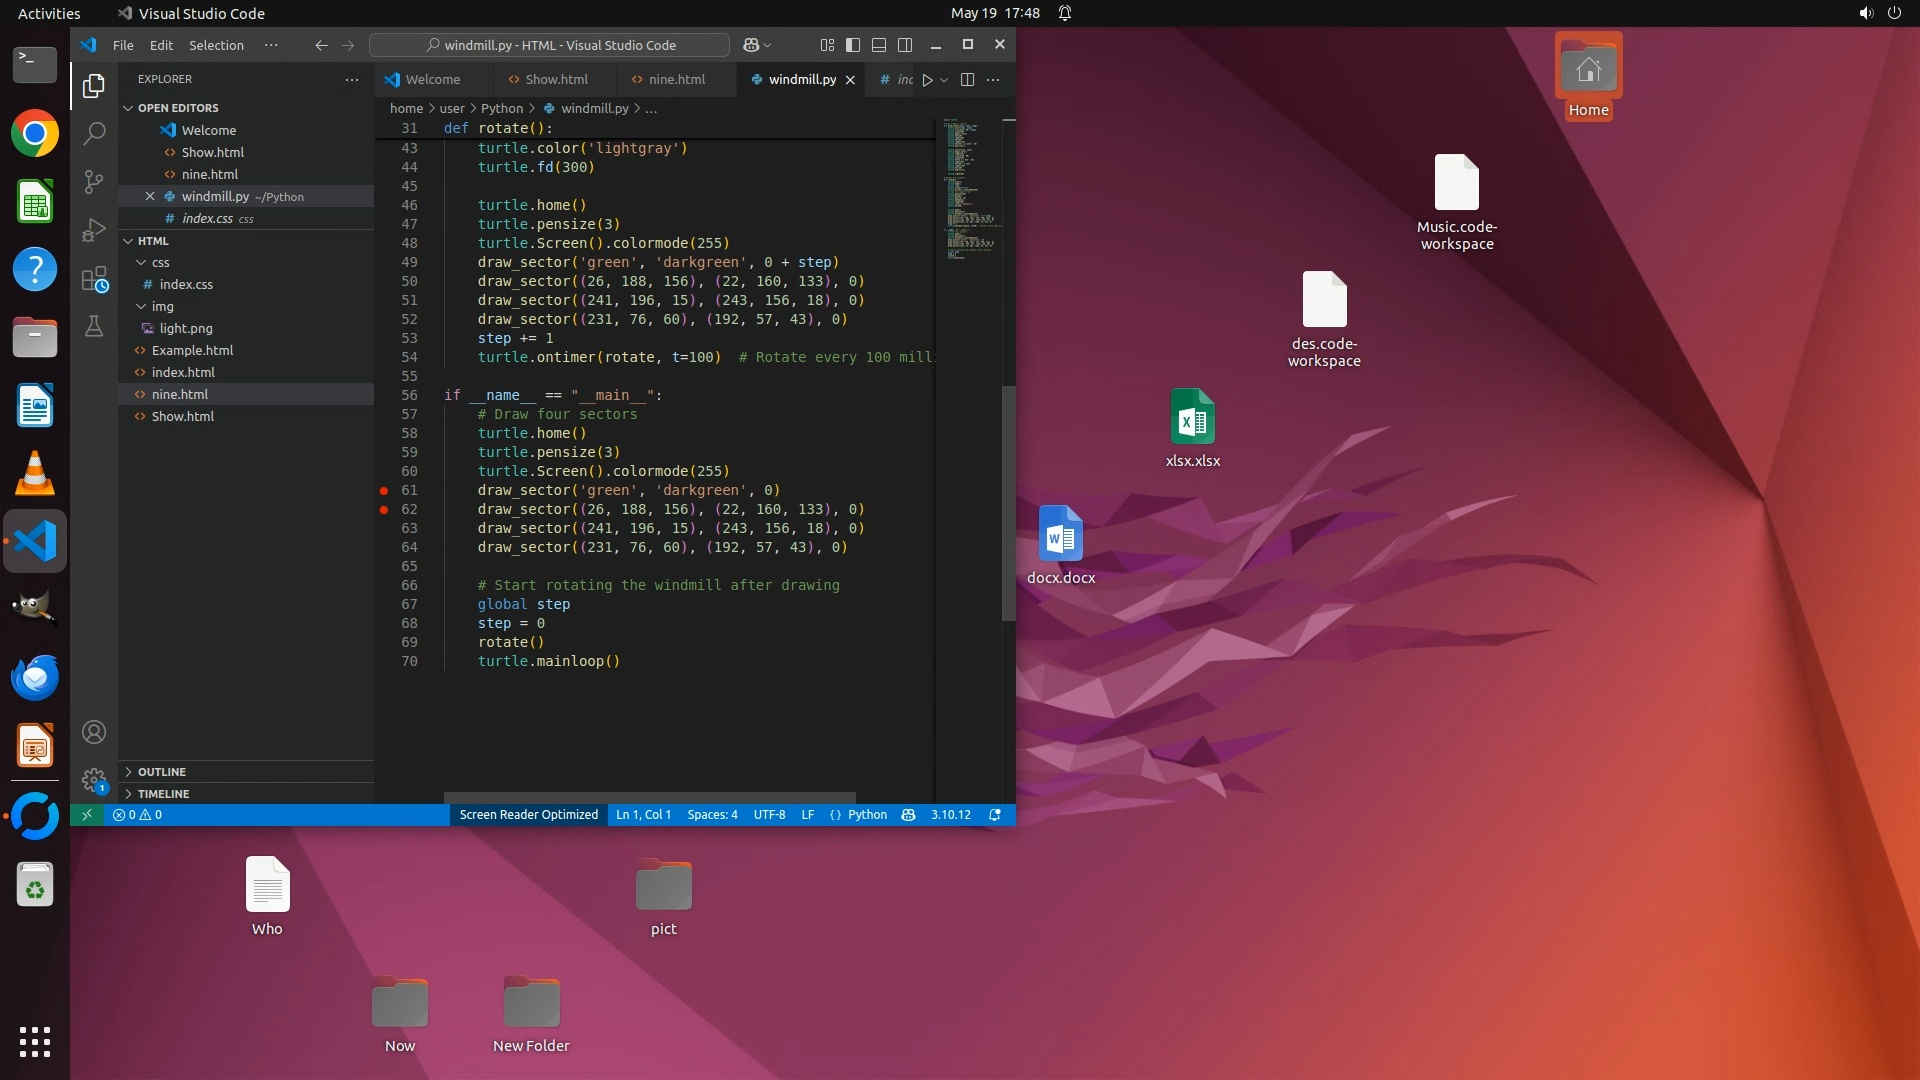 Activities
Visual Studio Code
May 19 17:48
File
Edit
Selection
windmill.py - HTML - Visual Studio Code
EXPLORER
Welcome
Show.html
nine.html
windmill.py
OPEN EDITORS
Welcome
Show.html
nine.html
windmill.py ~/Python
index.css css
HTML
css
index.css
img
light.png
Example.html
index.html
nine.html
Show.html
OUTLINE
TIMELINE
home > user > Python > windmill.py > ...
31 def rotate():
43 turtle.color('lightgray')
44 turtle.fd(300)
45
46 turtle.home()
47 turtle.pensize(3)
48 turtle.Screen().colormode(255)
49 draw_sector('green', 'darkgreen', 0 + step)
50 draw_sector((26, 188, 156), (22, 160, 133), 0)
51 draw_sector((241, 196, 15), (243, 156, 18), 0)
52 draw_sector((231, 76, 60), (192, 57, 43), 0)
53 step += 1
54 turtle.ontimer(rotate, t=100) # Rotate every 100 milli
55
56 if __name__ == "__main__":
57 # Draw four sectors
58 turtle.home()
59 turtle.pensize(3)
60 turtle.Screen().colormode(255)
61 draw_sector('green', 'darkgreen', 0)
62 draw_sector((26, 188, 156), (22, 160, 133), 0)
63 draw_sector((241, 196, 15), (243, 156, 18), 0)
64 draw_sector((231, 76, 60), (192, 57, 43), 0)
65
66 # Start rotating the windmill after drawing
67 global step
68 step = 0
69 rotate()
70 turtle.mainloop()
0 0
Screen Reader Optimized
Ln 1, Col 1
Spaces: 4
UTF-8
LF
Python
3.10.12
1
Home
Music.code-
workspace
des.code-
workspace
xlsx.xlsx
docx.docx
Who
pict
Now
New Folder